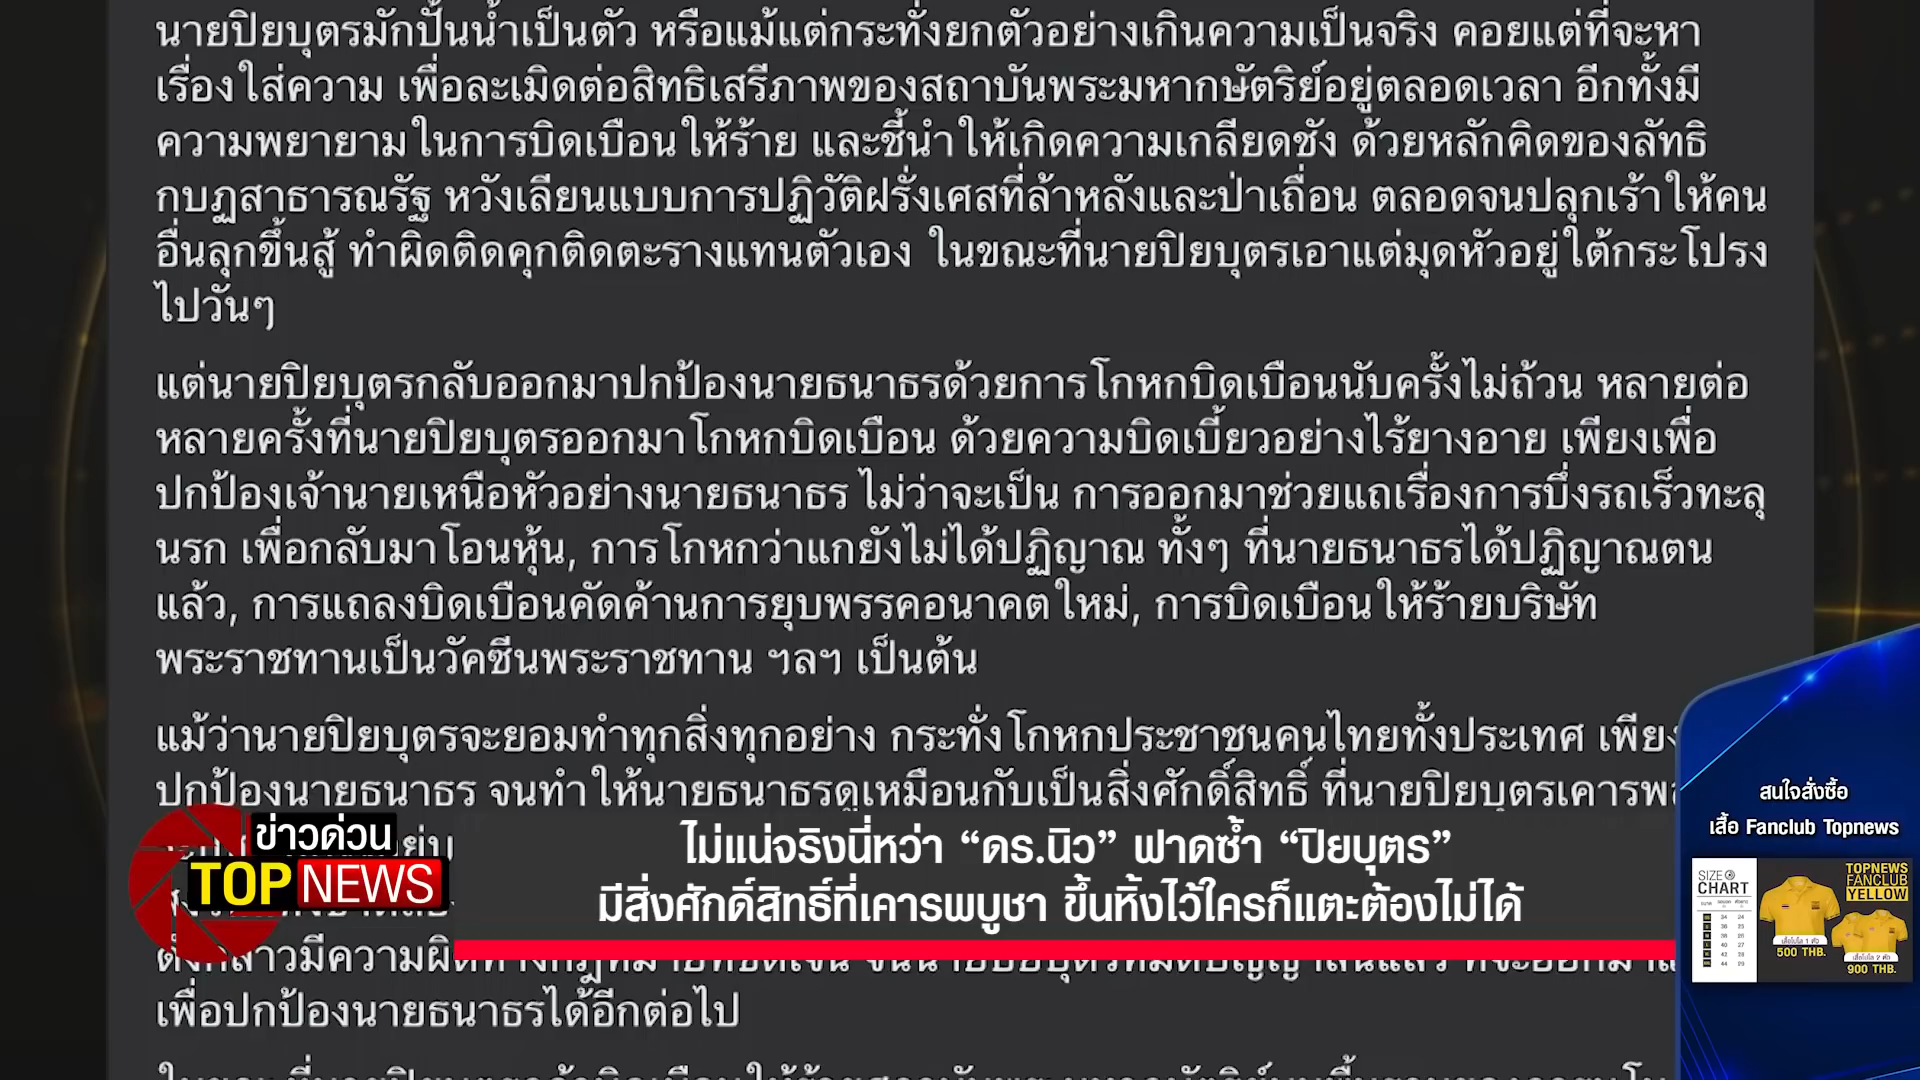 นายปิยบุตรมักปั้นน้ำเป็นตัว หรือแม้แต่กระทั่งยกตัวอย่างเกินความเป็นจริง คอยแต่ที่จะหา
เรื่องใส่ความ เพื่อละเมิดต่อสิทธิเสรีภาพของสถาบันพระมหากษัตริย์อยู่ตลอดเวลา อีกทั้งมี
ความพยายามในการบิดเบือนให้ร้าย และชี้นำให้เกิดความเกลียดชัง ด้วยหลักคิดของลัทธิ
กบฏสาธารณรัฐ หวังเลียนแบบการปฏิวัติฝรั่งเศสที่ล้าหลังและป่าเถื่อน ตลอดจนปลุกเร้าให้คน
อื่นลุกขึ้นสู้ ทำผิดติดคุกติดตะรางแทนตัวเอง ในขณะที่นายปิยบุตรเอาแต่มุดหัวอยู่ใต้กระโปรง
ไปวันๆ
แต่นายปิยบุตรกลับออกมาปกป้องนายธนาธรด้วยการโกหกบิดเบือนนับครั้งไม่ถ้วน หลายต่อ
หลายครั้งที่นายปิยบุตรออกมาโกหกบิดเบือน ด้วยความบิดเบี้ยวอย่างไร้ยางอาย เพียงเพื่อ
ปกป้องเจ้านายเหนือหัวอย่างนายธนาธร ไม่ว่าจะเป็น การออกมาช่วยแถเรื่องการบึ่งรถเร็วทะลุ
นรก เพื่อกลับมาโอนหุ้น, การโกหกว่าแกยังไม่ได้ปฏิญาณ ทั้งๆ ที่นายธนาธรได้ปฏิญาณตน
แล้ว, การแถลงบิดเบือนคัดค้านการยุบพรรคอนาคตใหม่, การบิดเบือนให้ร้ายบริษัท
พระราชทานเป็นวัคซีนพระราชทาน ฯลฯ เป็นต้น
แม้ว่านายปิยบุตรจะยอมทำทุกสิ่งทุกอย่าง กระทั่งโกหกประชาชนคนไทยทั้งประเทศ เพียง
ปกป้องนายธนาธร จนทำให้นายธนาธรดูเหมือนกับเป็นสิ่งศักดิ์สิทธิ์ ที่นายปิยบุตรเคารพ
ข่าวด่วน
TOP NEWS
ไม่แน่จริงนี่หว่า “ดร.นิว” ฟาดซ้ำ “ปิยบุตร”
มีสิ่งศักดิ์สิทธิ์ที่เคารพบูชา ขึ้นหิ้งไว้ใครก็แตะต้องไม่ได้
เพื่อปกป้องนายธนาธรได้อีกต่อไป
สนใจสั่งซื้อ
เสื้อ Fanclub Topnews
SIZE
CHART
TOPNEWS
FANCLUB
YELLOW
เสื้อโปโล 1 ตัว
500 THB.
เสื้อโปโล 2 ตัว
900 THB.